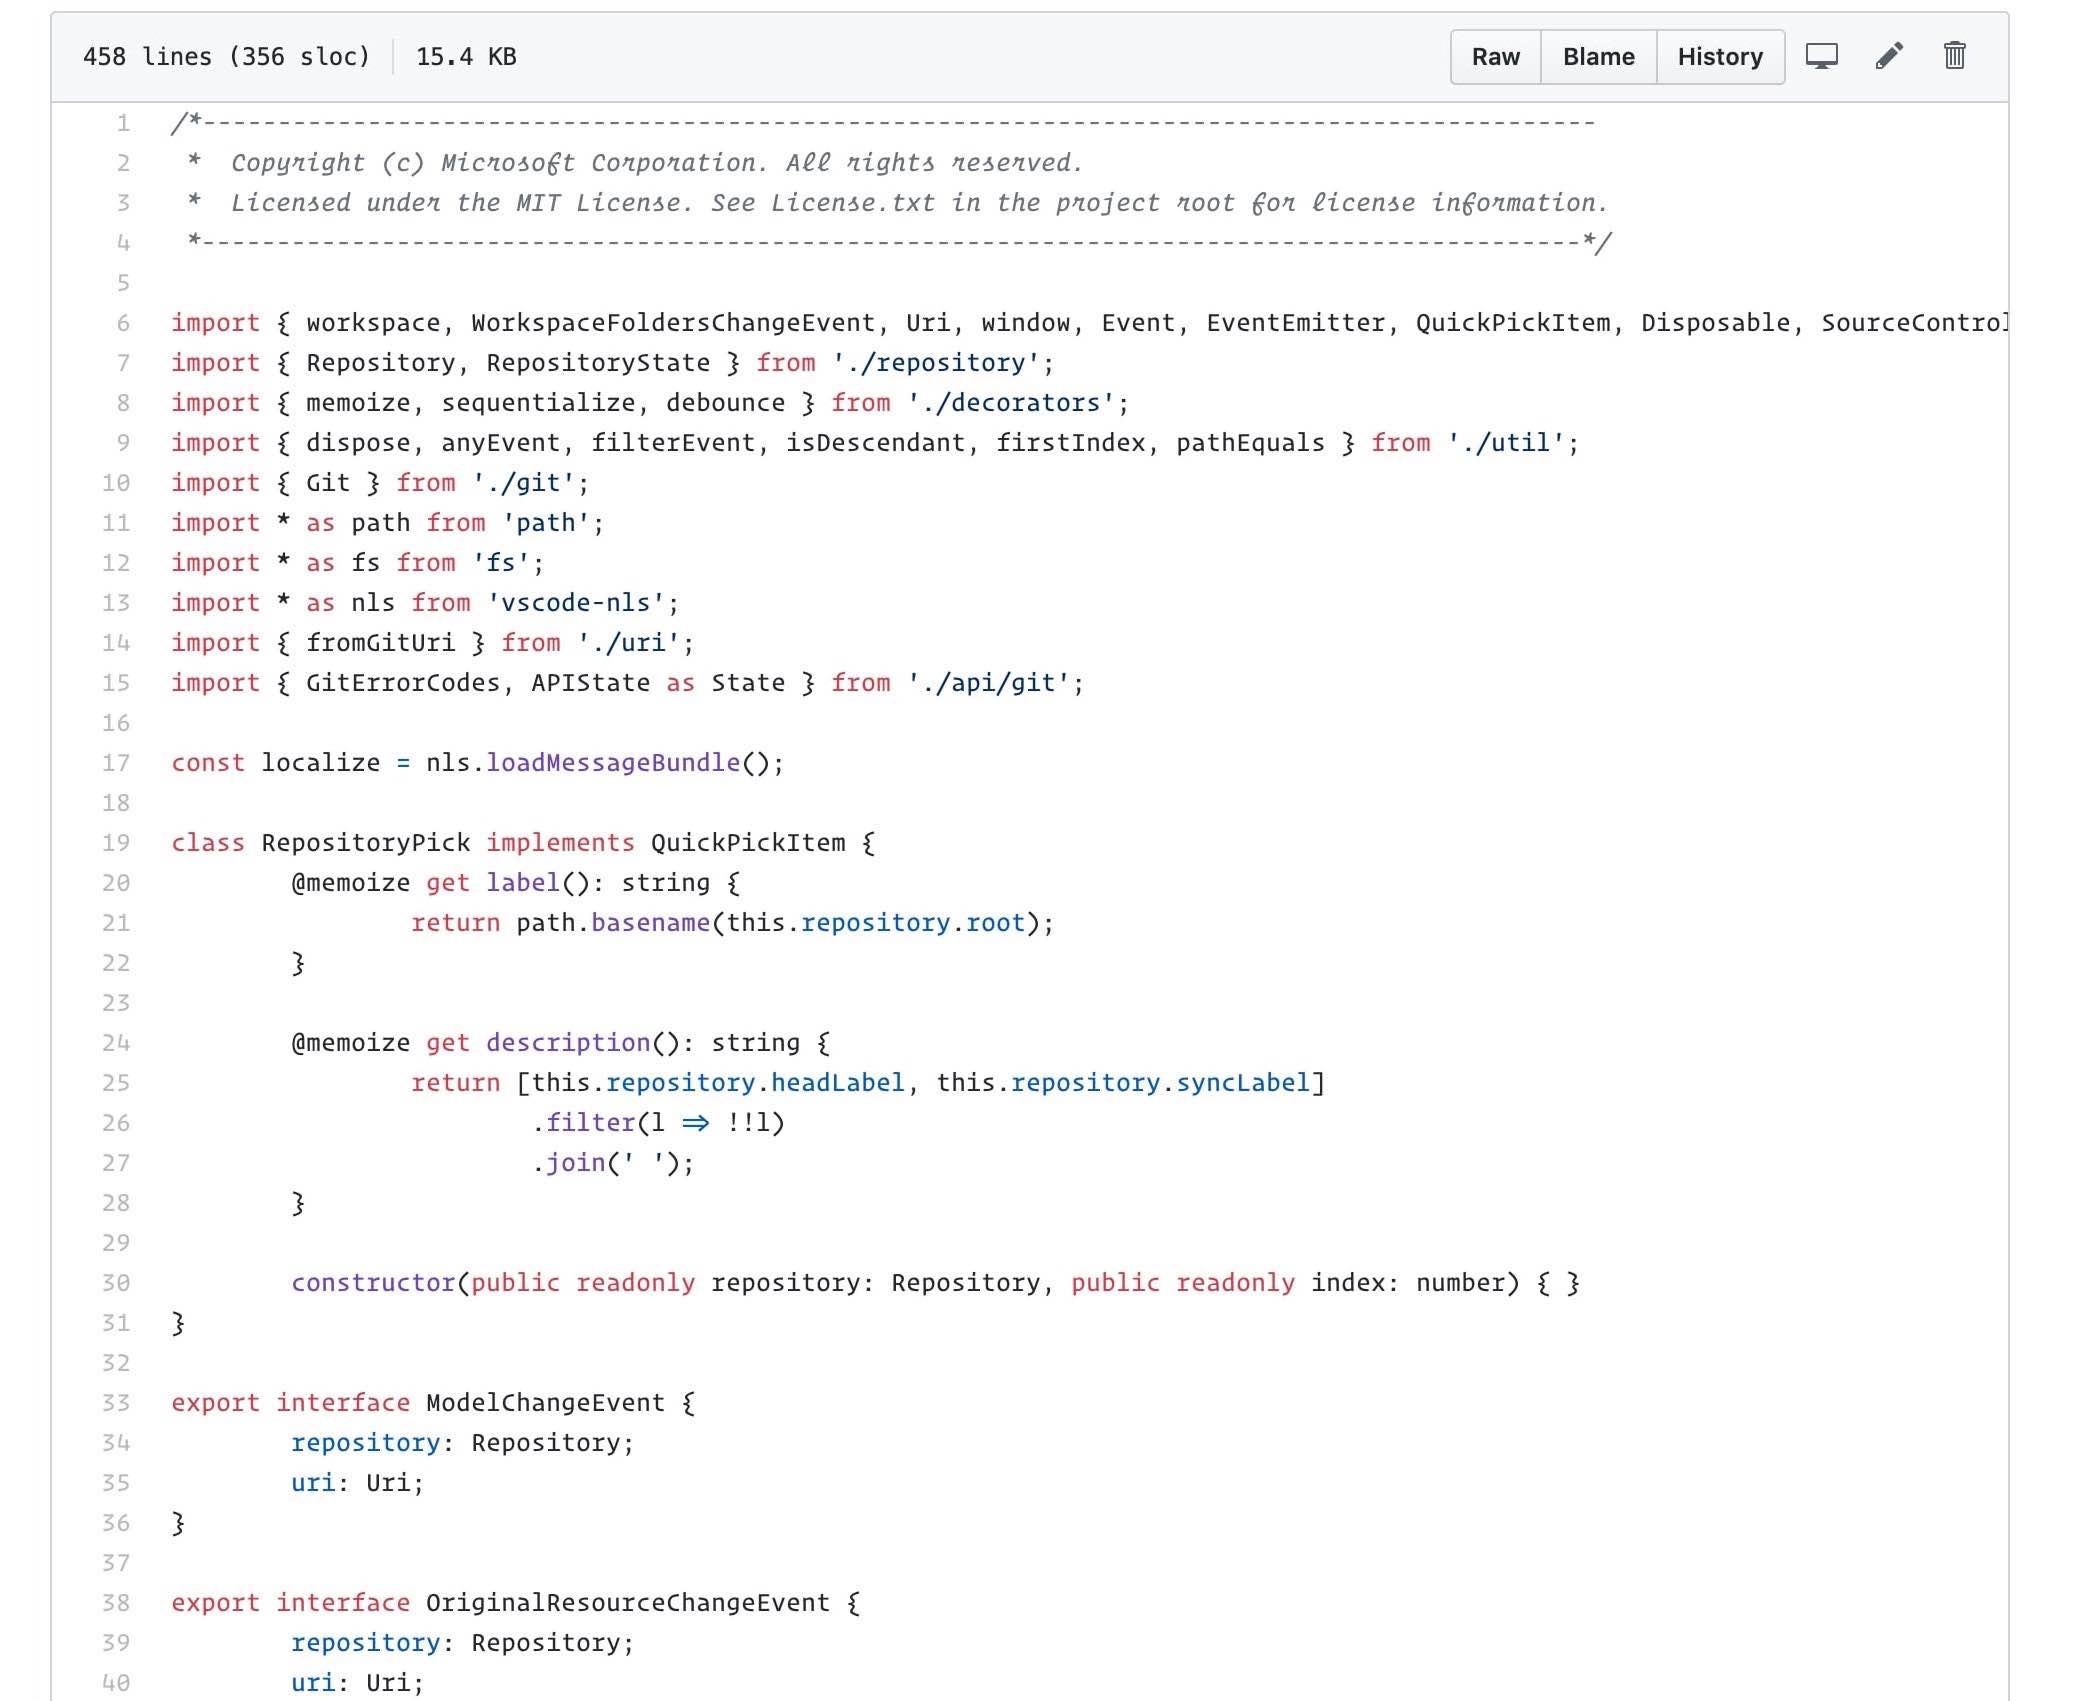 458 lines (356 sloc) 15.4 KB Raw Blame History
1 /*---------------------------------------------------------------------------------------------
2  *  Copyright (c) Microsoft Corporation. All rights reserved.
3  *  Licensed under the MIT License. See License.txt in the project root for license information.
4  *--------------------------------------------------------------------------------------------*/
5
6 import { workspace, WorkspaceFoldersChangeEvent, Uri, window, Event, EventEmitter, QuickPickItem, Disposable, SourceControl
7 import { Repository, RepositoryState } from './repository';
8 import { memoize, sequentialize, debounce } from './decorators';
9 import { dispose, anyEvent, filterEvent, isDescendant, firstIndex, pathEquals } from './util';
10 import { Git } from './git';
11 import * as path from 'path';
12 import * as fs from 'fs';
13 import * as nls from 'vscode-nls';
14 import { fromGitUri } from './uri';
15 import { GitErrorCodes, APIState as State } from './api/git';
16
17 const localize = nls.loadMessageBundle();
18
19 class RepositoryPick implements QuickPickItem {
20         @memoize get label(): string {
21                 return path.basename(this.repository.root);
22         }
23
24         @memoize get description(): string {
25                 return [this.repository.headLabel, this.repository.syncLabel]
26                         .filter(l => !!l)
27                         .join(' ');
28         }
29
30         constructor(public readonly repository: Repository, public readonly index: number) { }
31 }
32
33 export interface ModelChangeEvent {
34         repository: Repository;
35         uri: Uri;
36 }
37
38 export interface OriginalResourceChangeEvent {
39         repository: Repository;
40         uri: Uri;